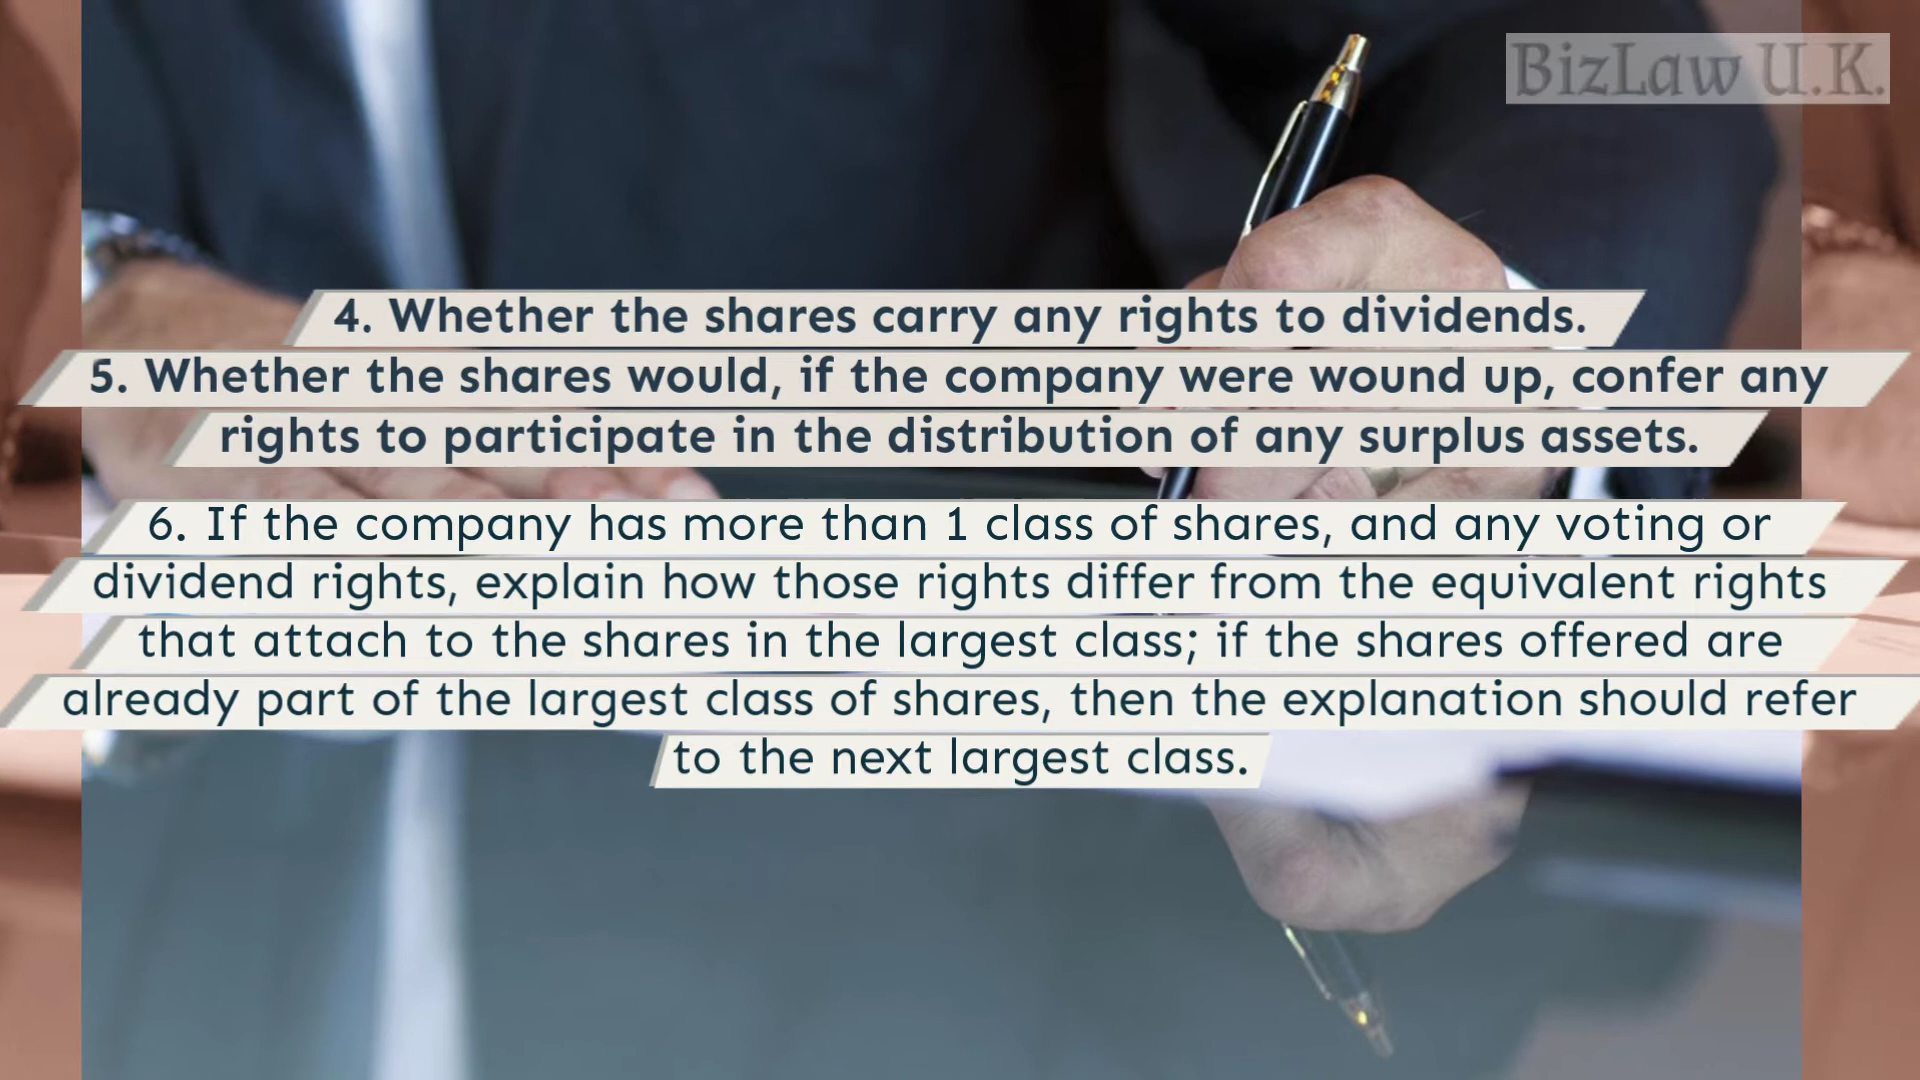 BizLaw U.K.
4. Whether the shares carry any rights to dividends.
5. Whether the shares would, if the company were wound up, confer any
rights to participate in the distribution of any surplus assets.
6. If the company has more than 1 class of shares, and any voting or
dividend rights, explain how those rights differ from the equivalent rights
that attach to the shares in the largest class; if the shares offered are
already part of the largest class of shares, then the explanation should refer
to the next largest class.